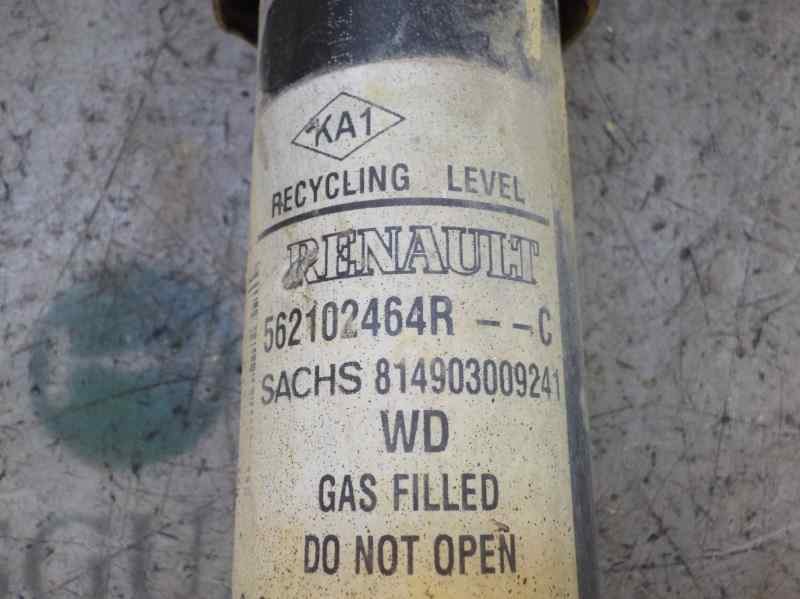 KA1
RECYCLING LEVEL
RENAULT
562102464R --C
SACHS 814903009241
WD
GAS FILLED
DO NOT OPEN